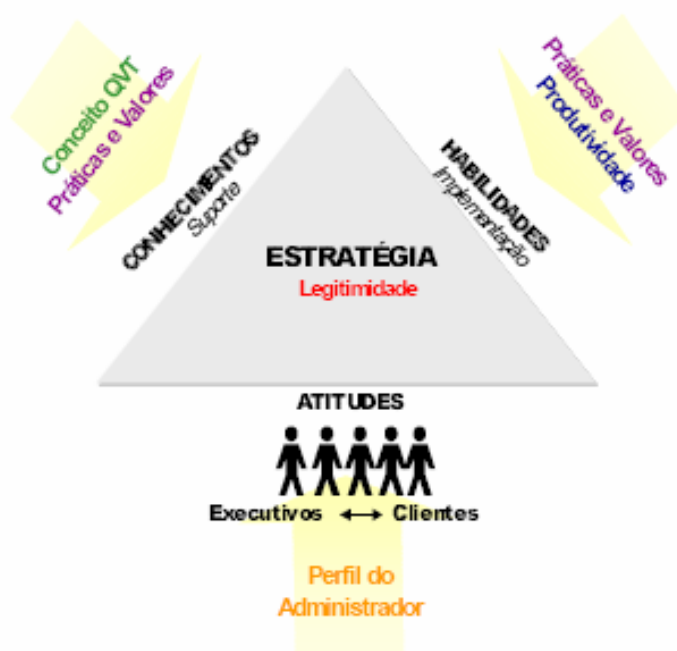 Conceito QVT
Práticas e Valores
CONHECIMENTOS
Suporte
Práticas e Valores
Produtividade
HABILIDADES
Implementação
ESTRATÉGIA
Legitimidade
ATITUDES
Executivos ↔ Clientes
Perfil do
Administrador